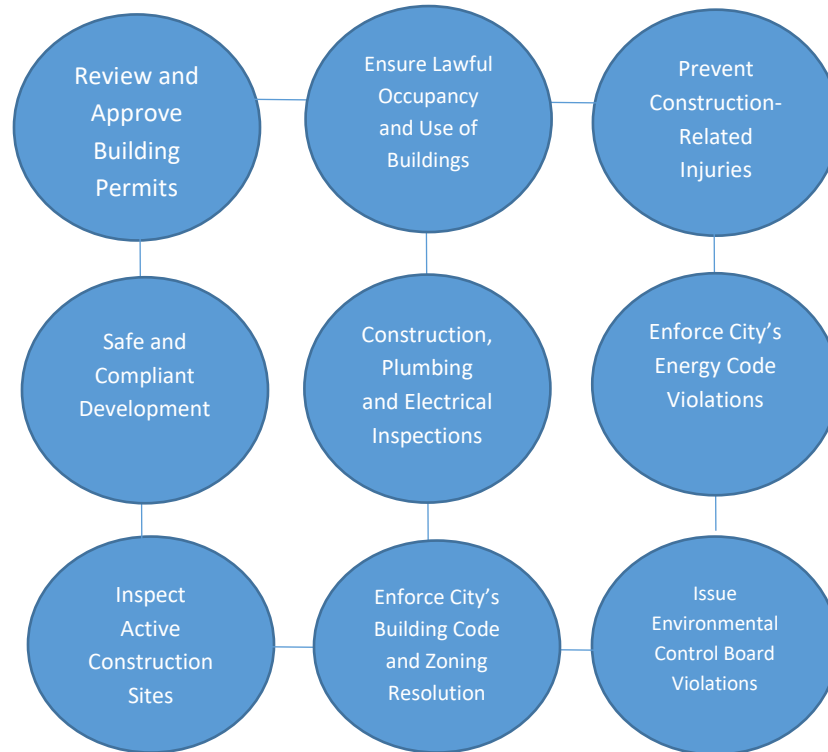 Review and
Approve
Building
Permits
Ensure Lawful
Occupancy
and Use of
Buildings
Prevent
Construction-
Related
Injuries
Safe and
Compliant
Development
Construction,
Plumbing
and Electrical
Inspections
Enforce City’s
Energy Code
Violations
Inspect
Active
Construction
Sites
Enforce City’s
Building Code
and Zoning
Resolution
Issue
Environmental
Control Board
Violations